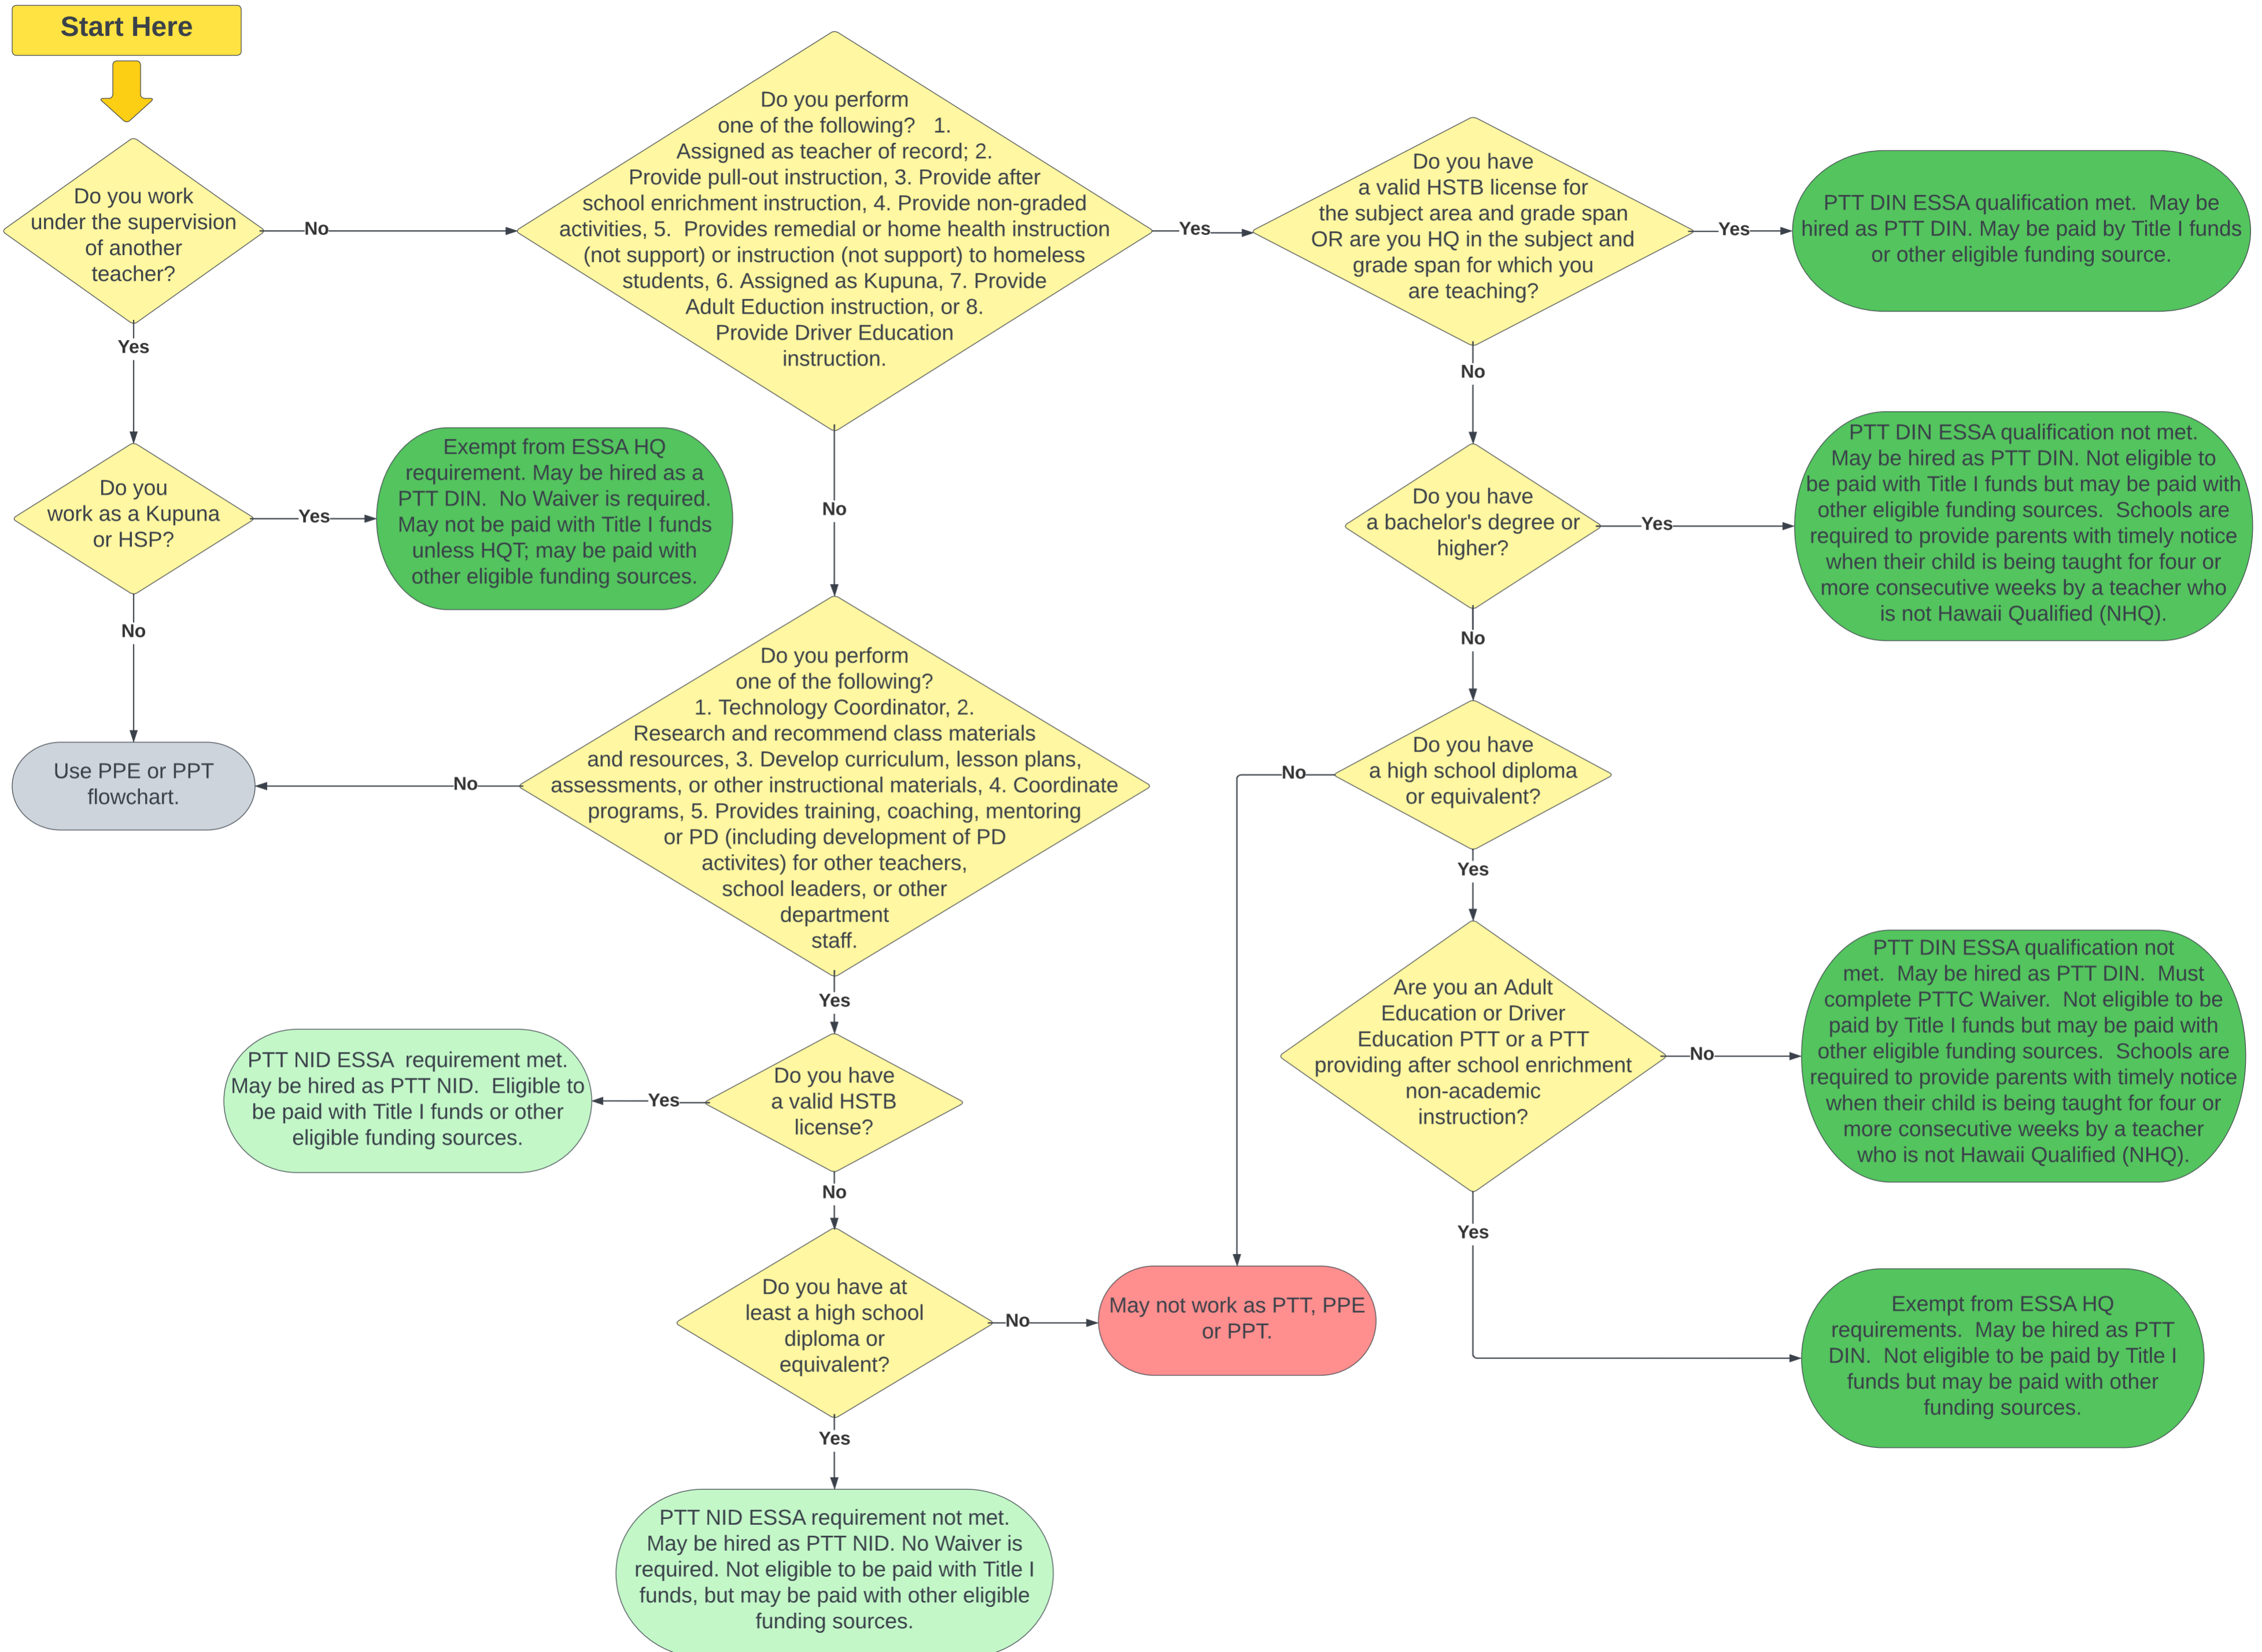 Start Here
Do you work
under the supervision
of another
teacher?
No
Do you perform
one of the following?   1.
Assigned as teacher of record; 2.
Provide pull-out instruction, 3. Provide after
school enrichment instruction, 4. Provide non-graded
activities, 5.  Provides remedial or home health instruction
(not support) or instruction (not support) to homeless
students, 6. Assigned as Kupuna, 7. Provide
Adult Eduction instruction, or 8.
Provide Driver Education
instruction.
Yes
Do you have
a valid HSTB license for
the subject area and grade span
OR are you HQ in the subject and
grade span for which you
are teaching?
Yes
PTT DIN ESSA qualification met.  May be
hired as PTT DIN. May be paid by Title I funds
or other eligible funding source.
Yes
No
Do you
work as a Kupuna
or HSP?
Yes
Exempt from ESSA HQ
requirement. May be hired as a
PTT DIN.  No Waiver is required.
May not be paid with Title I funds
unless HQT; may be paid with
other eligible funding sources.
No
Do you have
a bachelor's degree or
higher?
Yes
PTT DIN ESSA qualification not met.
May be hired as PTT DIN. Not eligible to
be paid with Title I funds but may be paid with
other eligible funding sources.  Schools are
required to provide parents with timely notice
when their child is being taught for four or
more consecutive weeks by a teacher who
is not Hawaii Qualified (NHQ).
No
No
Use PPE or PPT
flowchart.
No
Do you perform
one of the following?
1. Technology Coordinator, 2.
Research and recommend class materials
and resources, 3. Develop curriculum, lesson plans,
assessments, or other instructional materials, 4. Coordinate
programs, 5. Provides training, coaching, mentoring
or PD (including development of PD
activites) for other teachers,
school leaders, or other
department
staff.
No
Do you have
a high school diploma
or equivalent?
Yes
Yes
PTT NID ESSA  requirement met.
May be hired as PTT NID.  Eligible to
be paid with Title I funds or other
eligible funding sources.
Yes
Do you have
a valid HSTB
license?
Are you an Adult
Education or Driver
Education PTT or a PTT
providing after school enrichment
non-academic
instruction?
No
PTT DIN ESSA qualification not
met.  May be hired as PTT DIN.  Must
complete PTTC Waiver.  Not eligible to be
paid by Title I funds but may be paid with
other eligible funding sources.  Schools are
required to provide parents with timely notice
when their child is being taught for four or
more consecutive weeks by a teacher
who is not Hawaii Qualified (NHQ).
No
Yes
Do you have at
least a high school
diploma or
equivalent?
No
May not work as PTT, PPE
or PPT.
Exempt from ESSA HQ
requirements.  May be hired as PTT
DIN.  Not eligible to be paid by Title I
funds but may be paid with other
funding sources.
Yes
PTT NID ESSA requirement not met.
May be hired as PTT NID. No Waiver is
required. Not eligible to be paid with Title I
funds, but may be paid with other eligible
funding sources.